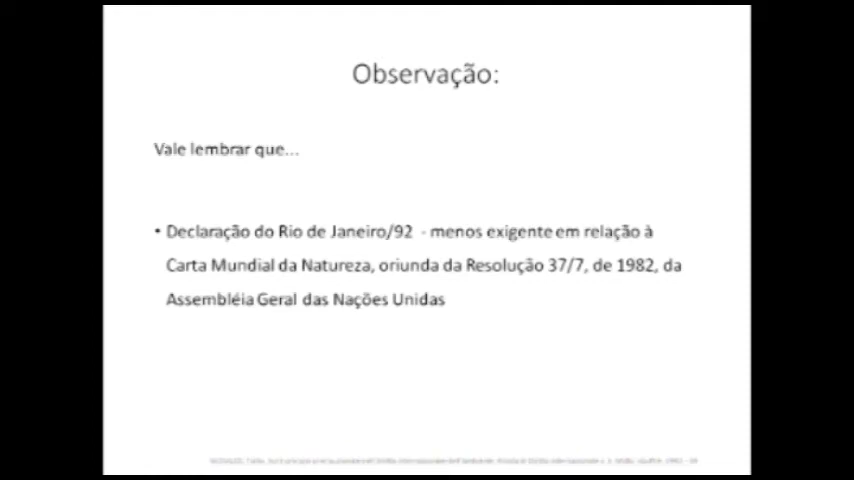 Observação:
Vale lembrar que...
• Declaração do Rio de Janeiro/92 - menos exigente em relação à
Carta Mundial da Natureza, oriunda da Resolução 37/7, de 1982, da
Assembléia Geral das Nações Unidas